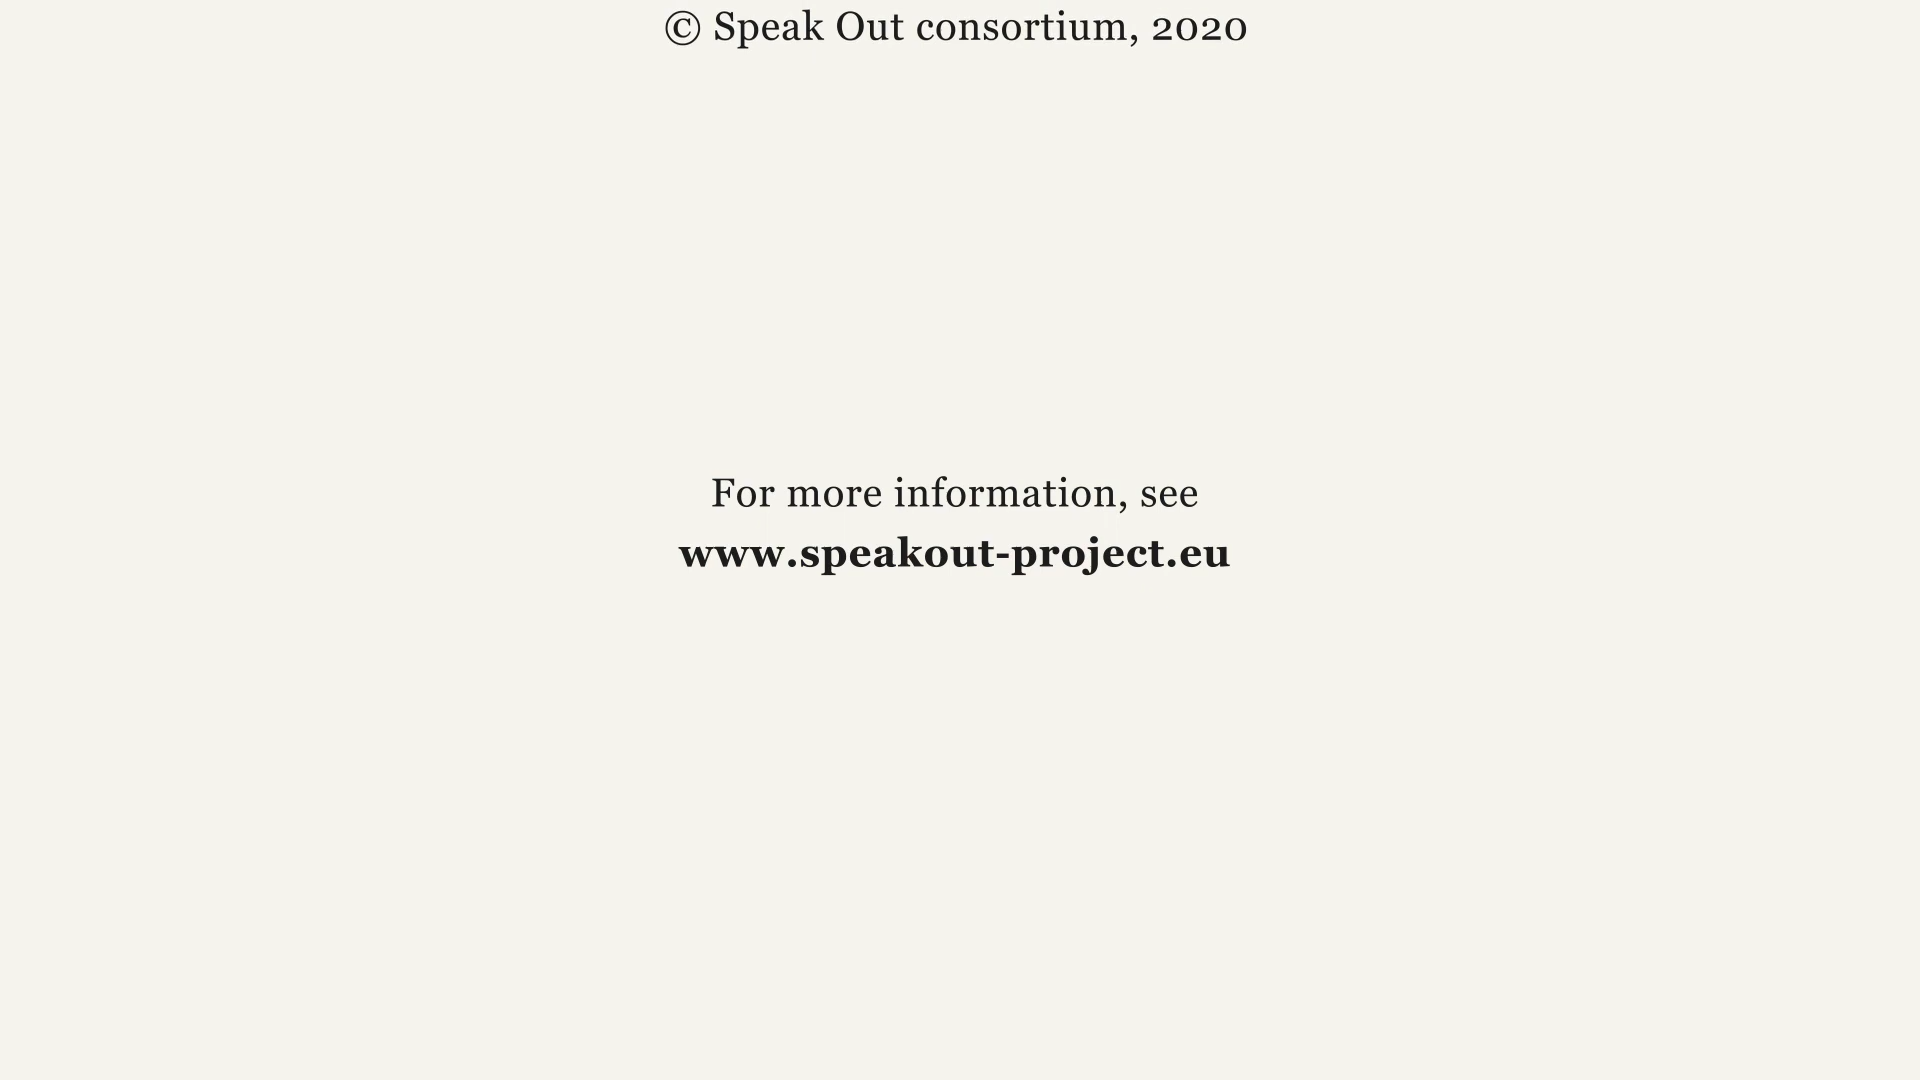 © Speak Out consortium, 2020
For more information, see
www.speakout-project.eu